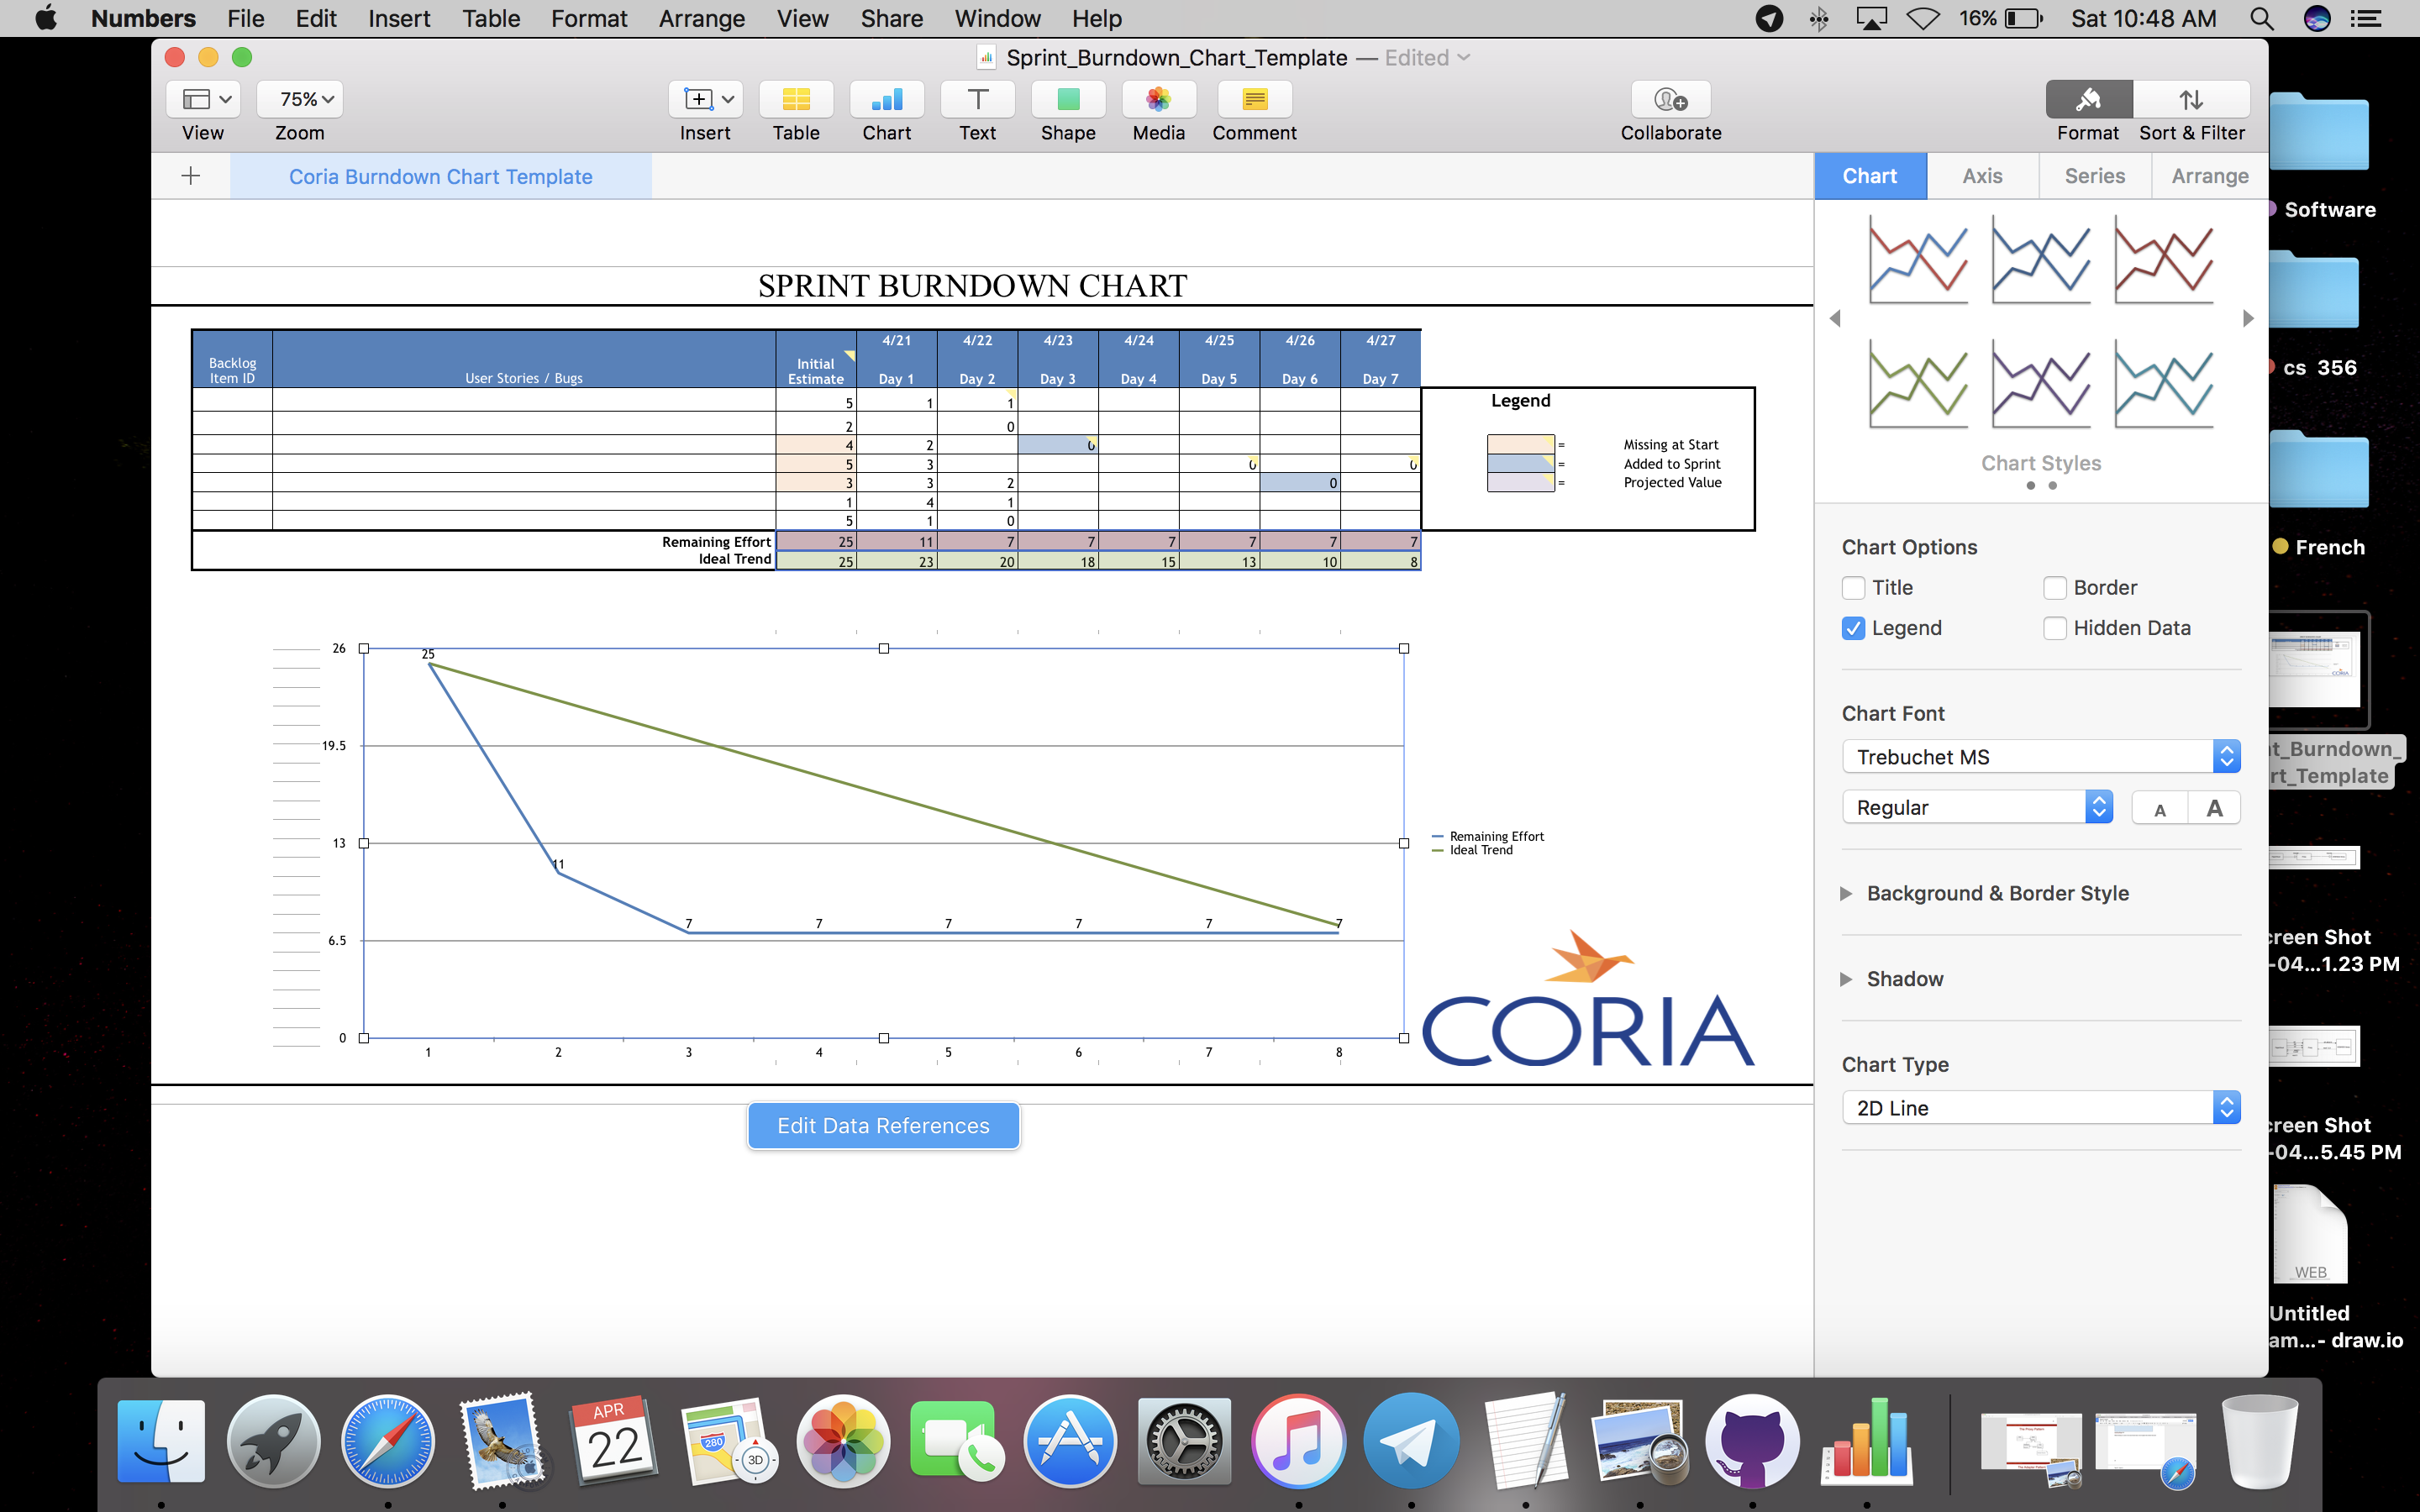 Numbers File Edit Insert Table Format Arrange View Share Window Help 16% Sat 10:48 AM
Sprint_Burndown_Chart_Template — Edited
75%
View Zoom Insert Table Chart Text Shape Media Comment Collaborate Format Sort & Filter
Coria Burndown Chart Template
Chart Axis Series Arrange
SPRINT BURNDOWN CHART
4/21 4/22 4/23 4/24 4/25 4/26 4/27
Backlog Item ID User Stories / Bugs Initial Estimate Day 1 Day 2 Day 3 Day 4 Day 5 Day 6 Day 7
5 1 1
2 0
4 2 0
5 3 0 0
3 3 2 0
1 4 1
5 1 0
Remaining Effort 25 11 7 7 7 7 7 7
Ideal Trend 25 23 20 18 15 13 10 8
Legend
= Missing at Start
= Added to Sprint
= Projected Value
26
19.5
13
6.5
0
25
11
7 7 7 7 7 7
1 2 3 4 5 6 7 8
Remaining Effort
Ideal Trend
CORIA
Edit Data References
Chart Styles
Chart Options
Title Border
Legend Hidden Data
Chart Font
Trebuchet MS
Regular A A
Background & Border Style
Shadow
Chart Type
2D Line
Software
cs 356
French
t_Burndown_
rt_Template
creen Shot
-04...1.23 PM
creen Shot
-04...5.45 PM
WEB
Untitled
am...- draw.io
APR
22
280
3D